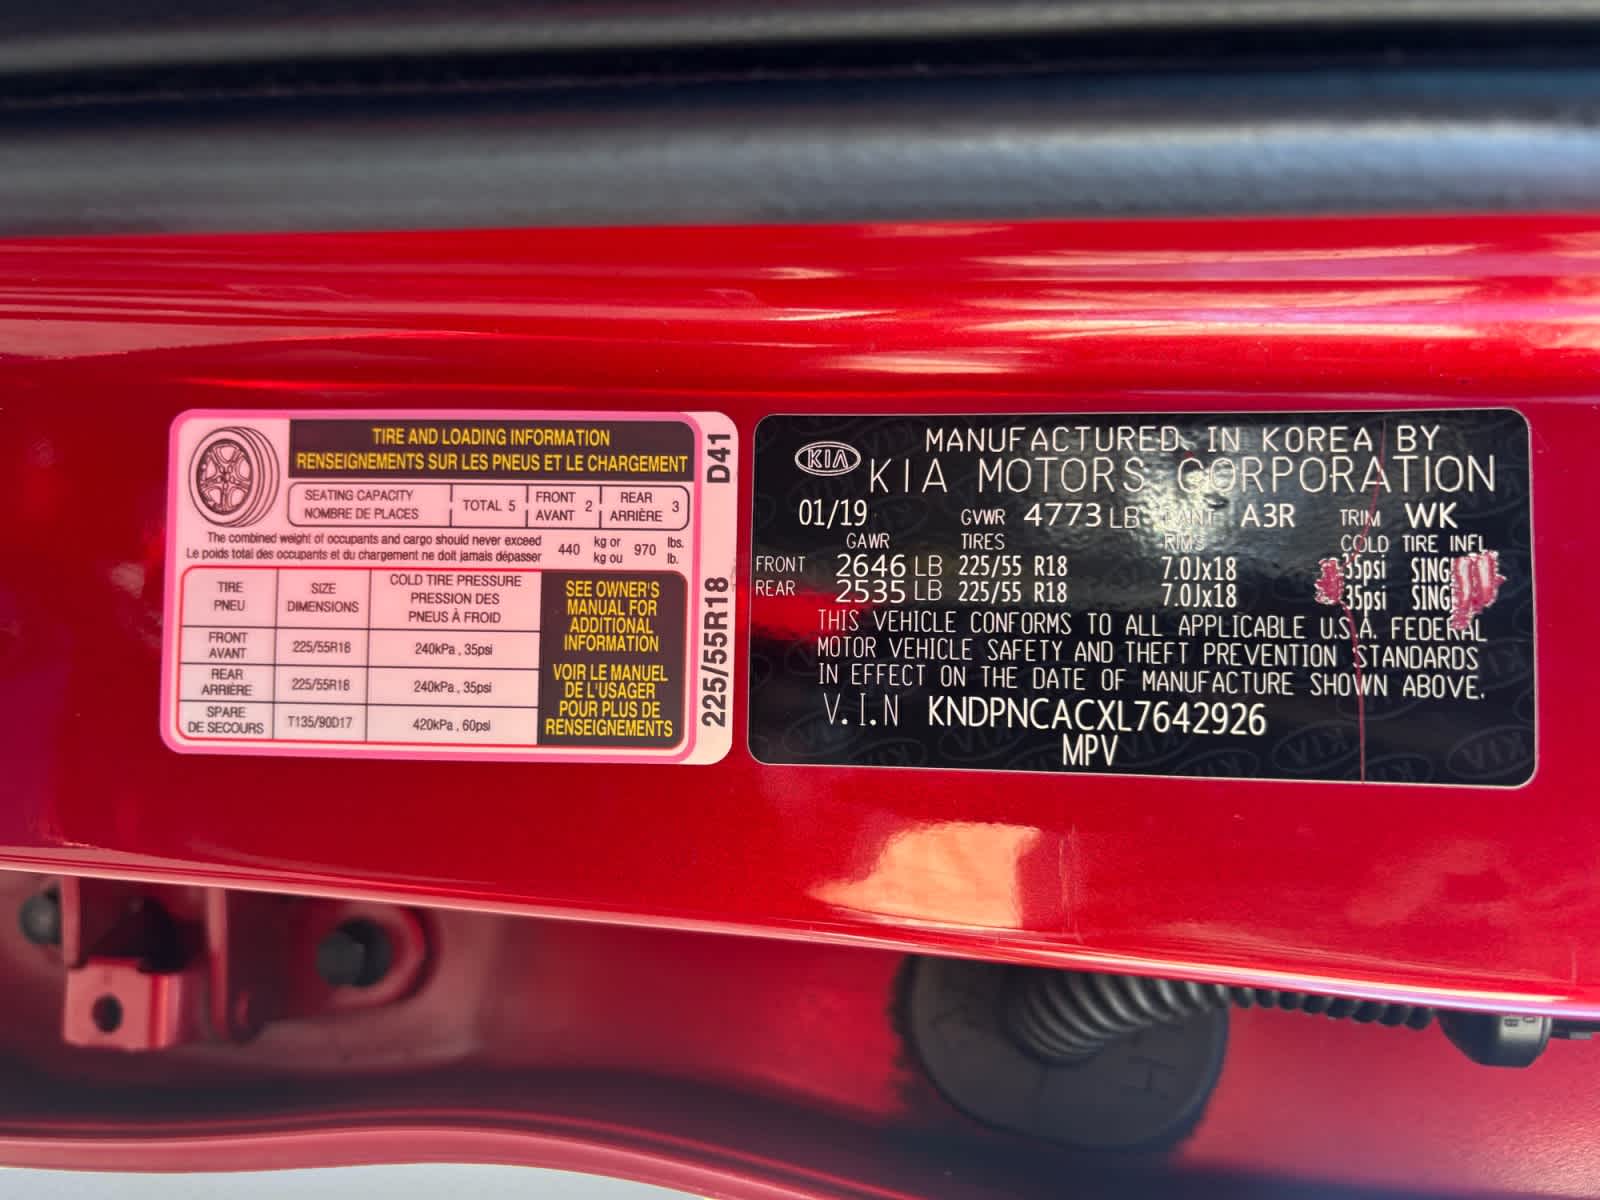 TIRE AND LOADING INFORMATION
RENSEIGNEMENTS SUR LES PNEUS ET LE CHARGEMENT
SEATING CAPACITY
NOMBRE DE PLACES
TOTAL 5
FRONT
AVANT 2
REAR
ARRIÈRE 3
The combined weight of occupants and cargo should never exceed
Le poids total des occupants et du chargement ne doit jamais dépasser
440 kg or
kg ou
970 lbs.
lb.
TIRE
PNEU
SIZE
DIMENSIONS
COLD TIRE PRESSURE
PRESSION DES
PNEUS À FROID
FRONT
AVANT
225/55R18
240kPa , 35psi
REAR
ARRIÈRE
225/55R18
240kPa , 35psi
SPARE
DE SECOURS
T135/90D17
420kPa , 60psi
SEE OWNER'S
MANUAL FOR
ADDITIONAL
INFORMATION
VOIR LE MANUEL
DE L'USAGER
POUR PLUS DE
RENSEIGNEMENTS
225/55R18 D41
KIA
MANUFACTURED IN KOREA BY
KIA MOTORS CORPORATION
01/19 GVWR 4773 LB PANT A3R TRIM WK
GAWR TIRES RIMS COLD TIRE INFL
FRONT 2646 LB 225/55 R18 7.0Jx18 35psi SING
REAR 2535 LB 225/55 R18 7.0Jx18 35psi SING
THIS VEHICLE CONFORMS TO ALL APPLICABLE U.S.A. FEDERAL
MOTOR VEHICLE SAFETY AND THEFT PREVENTION STANDARDS
IN EFFECT ON THE DATE OF MANUFACTURE SHOWN ABOVE.
V.I.N KNDPNCACXL7642926
MPV
H